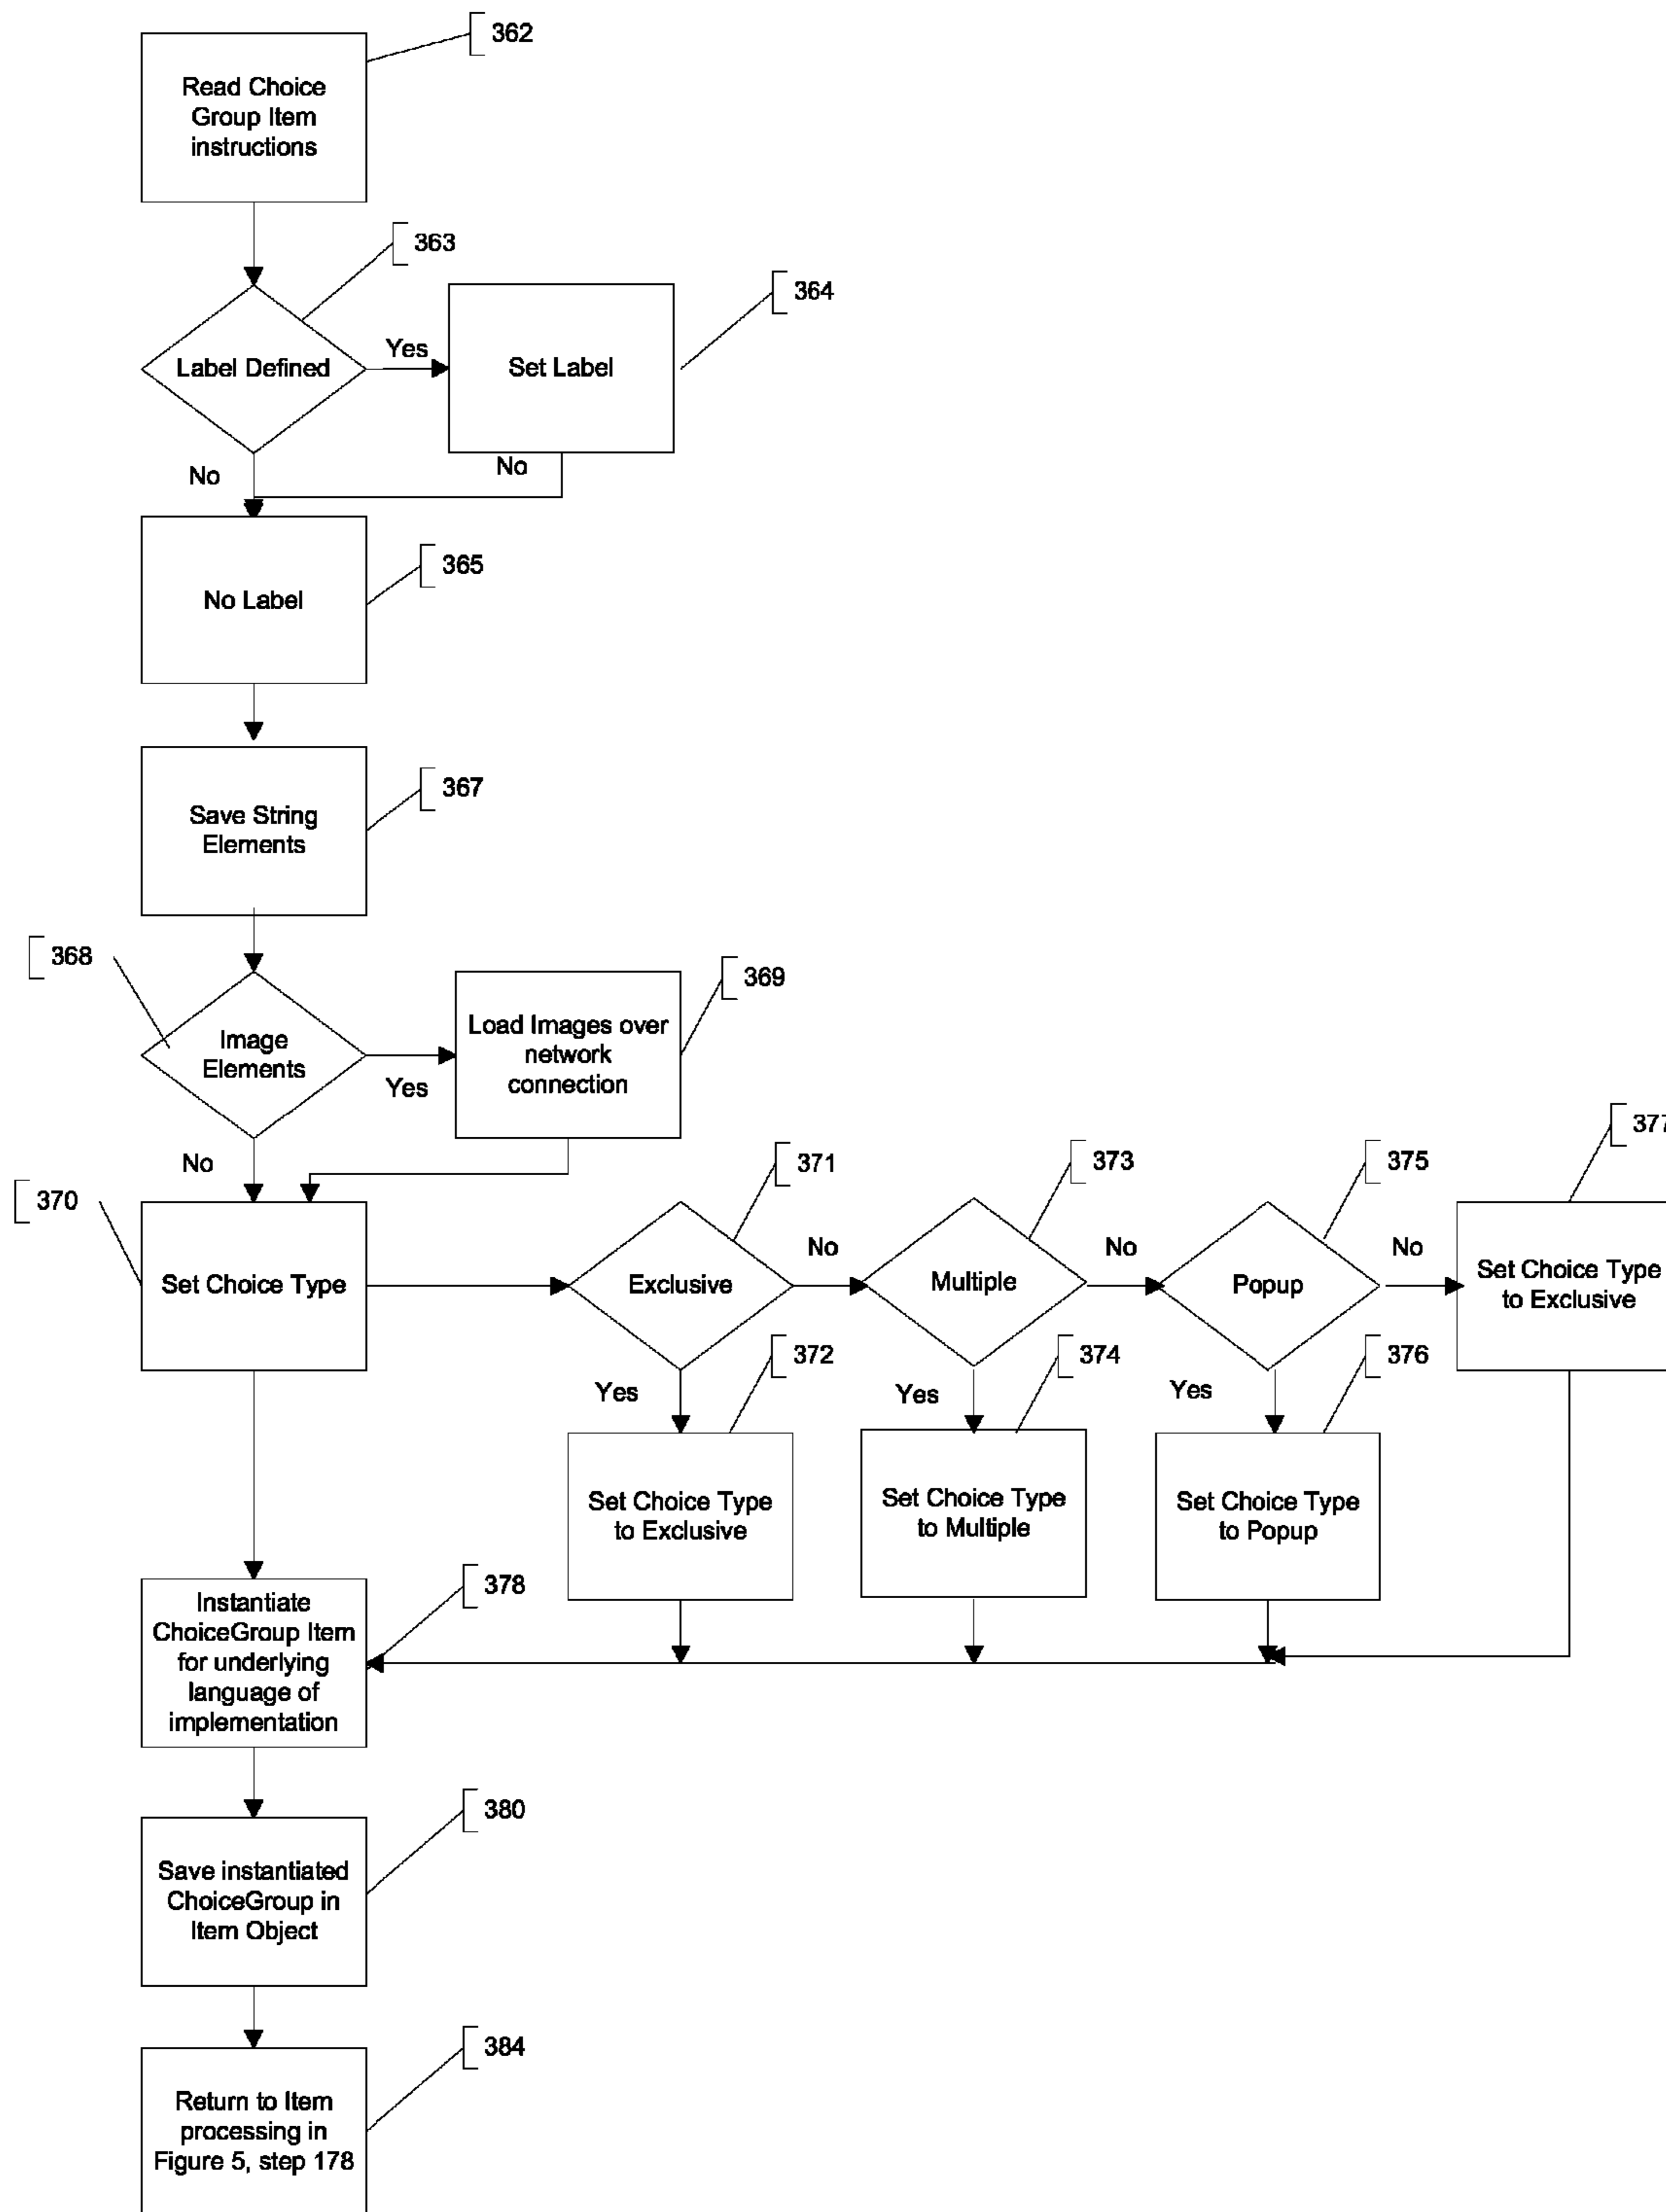 362
Read Choice
Group Item
instructions
363
364
Label Defined
Yes
Set Label
No
No
365
No Label
367
Save String
Elements
368
369
Image
Elements
Yes
Load Images over
network
connection
No
370
371
373
375
377
Set Choice Type
Exclusive
No
Multiple
No
Popup
No
Set Choice Type
to Exclusive
372
374
376
Yes
Yes
Yes
Set Choice Type
to Exclusive
Set Choice Type
to Multiple
Set Choice Type
to Popup
378
Instantiate
ChoiceGroup Item
for underlying
language of
implementation
380
Save instantiated
ChoiceGroup in
Item Object
384
Return to Item
processing in
Figure 5, step 178